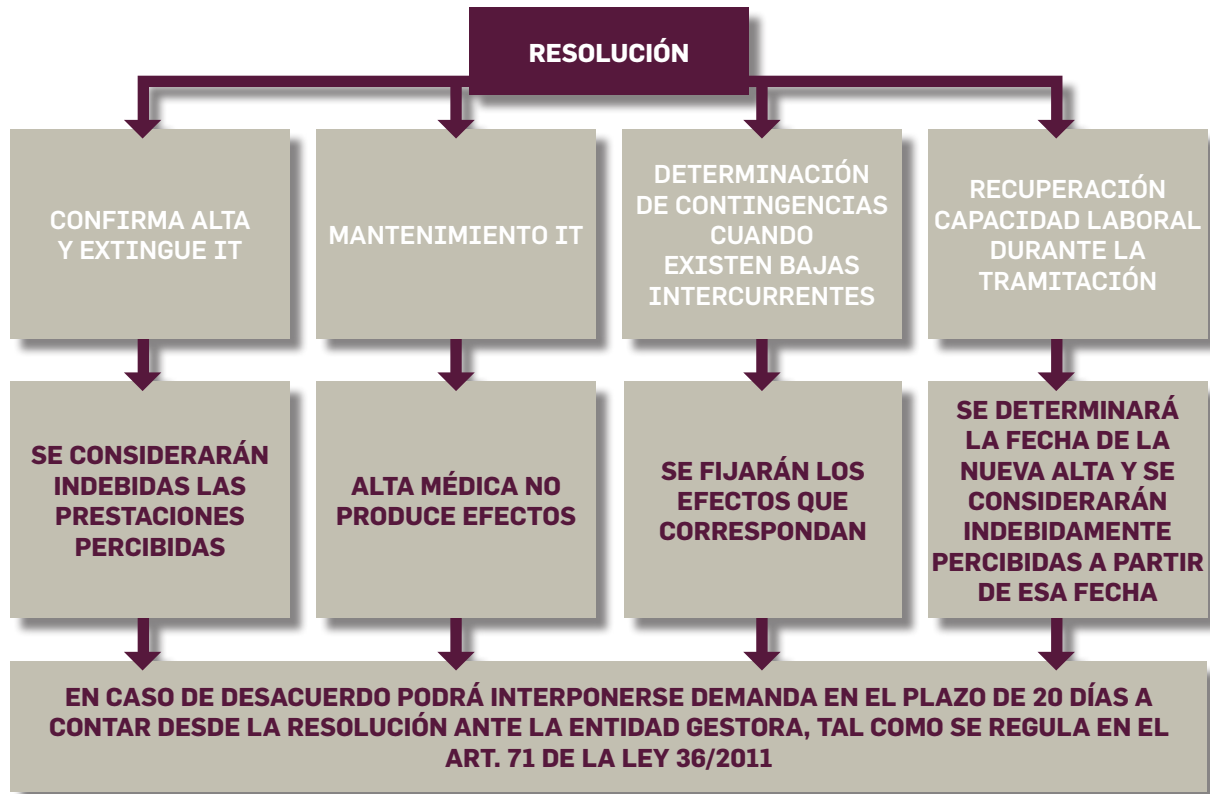 RESOLUCIÓN
CONFIRMA ALTA
Y EXTINGUE IT
MANTENIMIENTO IT
DETERMINACIÓN
DE CONTINGENCIAS
CUANDO
EXISTEN BAJAS
INTERCURRENTES
RECUPERACIÓN
CAPACIDAD LABORAL
DURANTE LA
TRAMITACIÓN
SE CONSIDERARÁN
INDEBIDAS LAS
PRESTACIONES
PERCIBIDAS
ALTA MÉDICA NO
PRODUCE EFECTOS
SE FIJARÁN LOS
EFECTOS QUE
CORRESPONDAN
SE DETERMINARÁ
LA FECHA DE LA
NUEVA ALTA Y SE
CONSIDERARÁN
INDEBIDAMENTE
PERCIBIDAS A PARTIR
DE ESA FECHA
EN CASO DE DESACUERDO PODRÁ INTERPONERSE DEMANDA EN EL PLAZO DE 20 DÍAS A
CONTAR DESDE LA RESOLUCIÓN ANTE LA ENTIDAD GESTORA, TAL COMO SE REGULA EN EL
ART. 71 DE LA LEY 36/2011